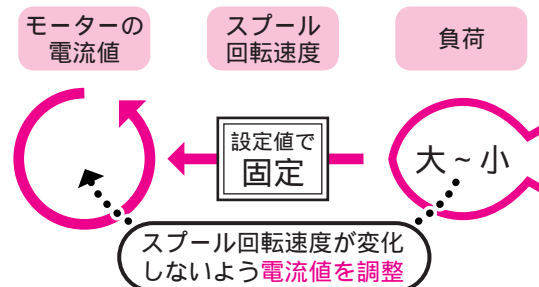 モーターの
電流値
スプール
回転速度
負荷
設定値で
固定
大~小
スプール回転速度が変化
しないよう電流値を調整